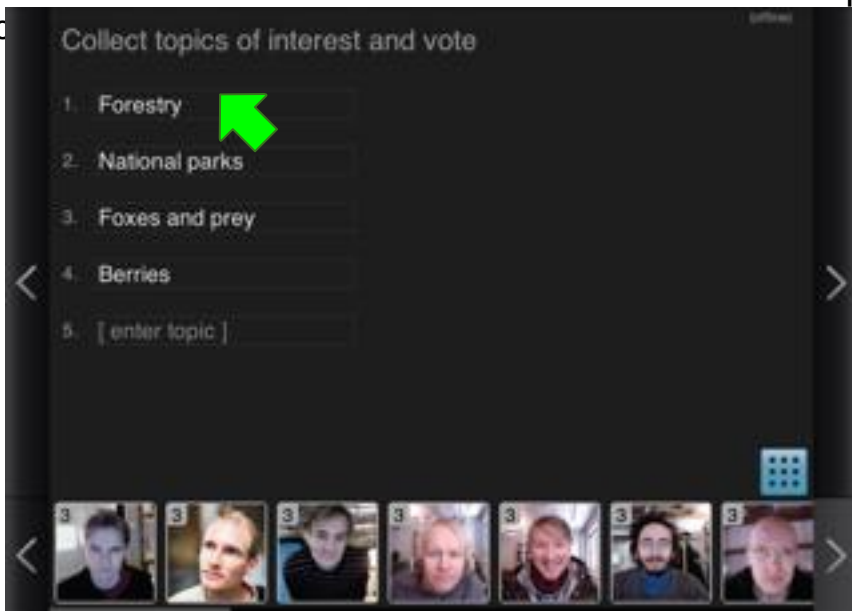 Collect topics of interest and vote
(offline)
1. Forestry
2. National parks
3. Foxes and prey
4. Berries
5. [ enter topic ]
3 3 3 3 3 3 3